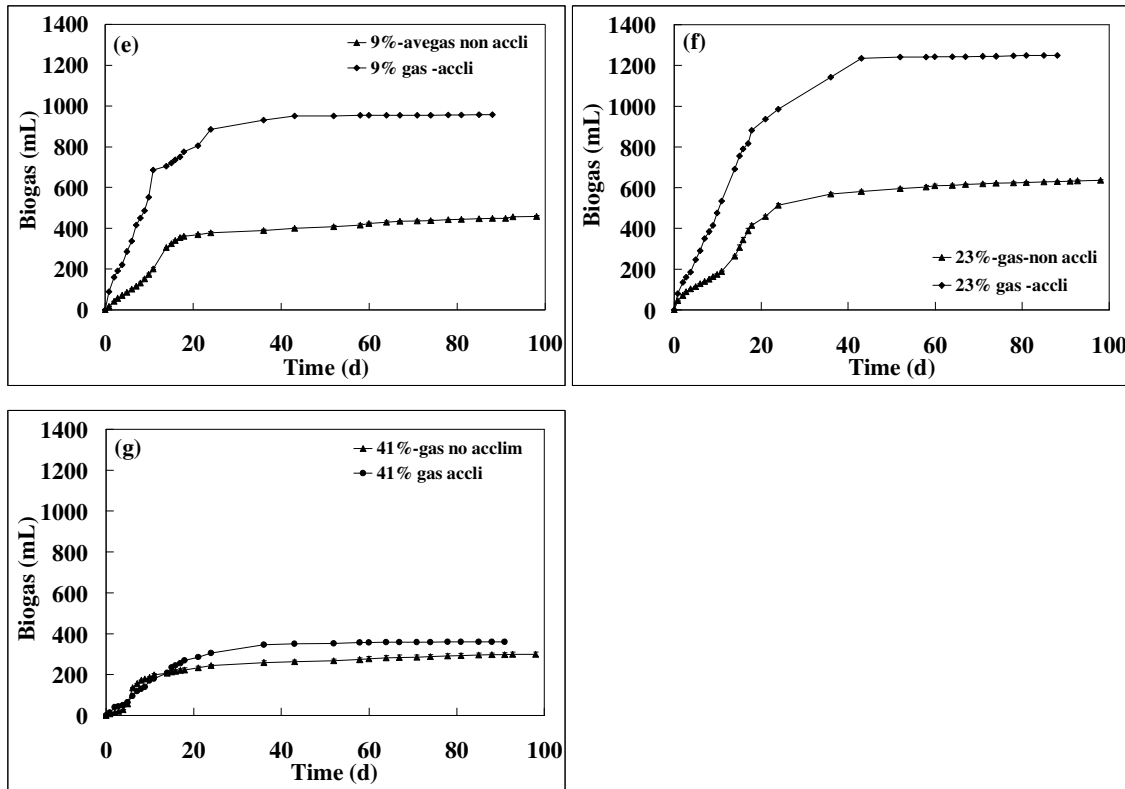 (e)
9%-avegas non accli
9% gas -accli
Biogas (mL)
1400
1200
1000
800
600
400
200
0
0 20 40 60 80 100
Time (d)
(f)
23%-gas-non accli
23% gas -accli
Biogas (mL)
1400
1200
1000
800
600
400
200
0
0 20 40 60 80 100
Time (d)
(g)
41%-gas no acclim
41% gas accli
Biogas (mL)
1400
1200
1000
800
600
400
200
0
0 20 40 60 80 100
Time (d)